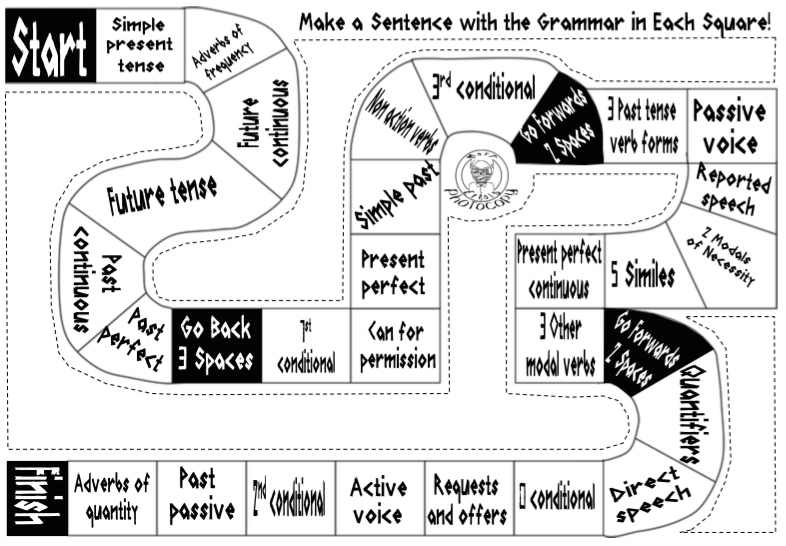 Make a Sentence with the Grammar in Each Square!
Start
Simple
present
tense
Adverbs of
frequency
Future
continuous
Future tense
Past
continuous
Past
perfect
Go Back
3 Spaces
1st
conditional
Can for
permission
Present
perfect
Simple past
Non action verbs
3rd conditional
Go Forwards
2 Spaces
3 Past tense
verb forms
Passive
voice
Reported
speech
2 Modals
of Necessity
5 Similes
Present perfect
continuous
3 Other
modal verbs
Go Forwards
2 Spaces
Quantifiers
Direct
speech
conditional
Requests
and offers
Active
voice
2nd conditional
Past
passive
Adverbs of
quantity
Finish
photocopy